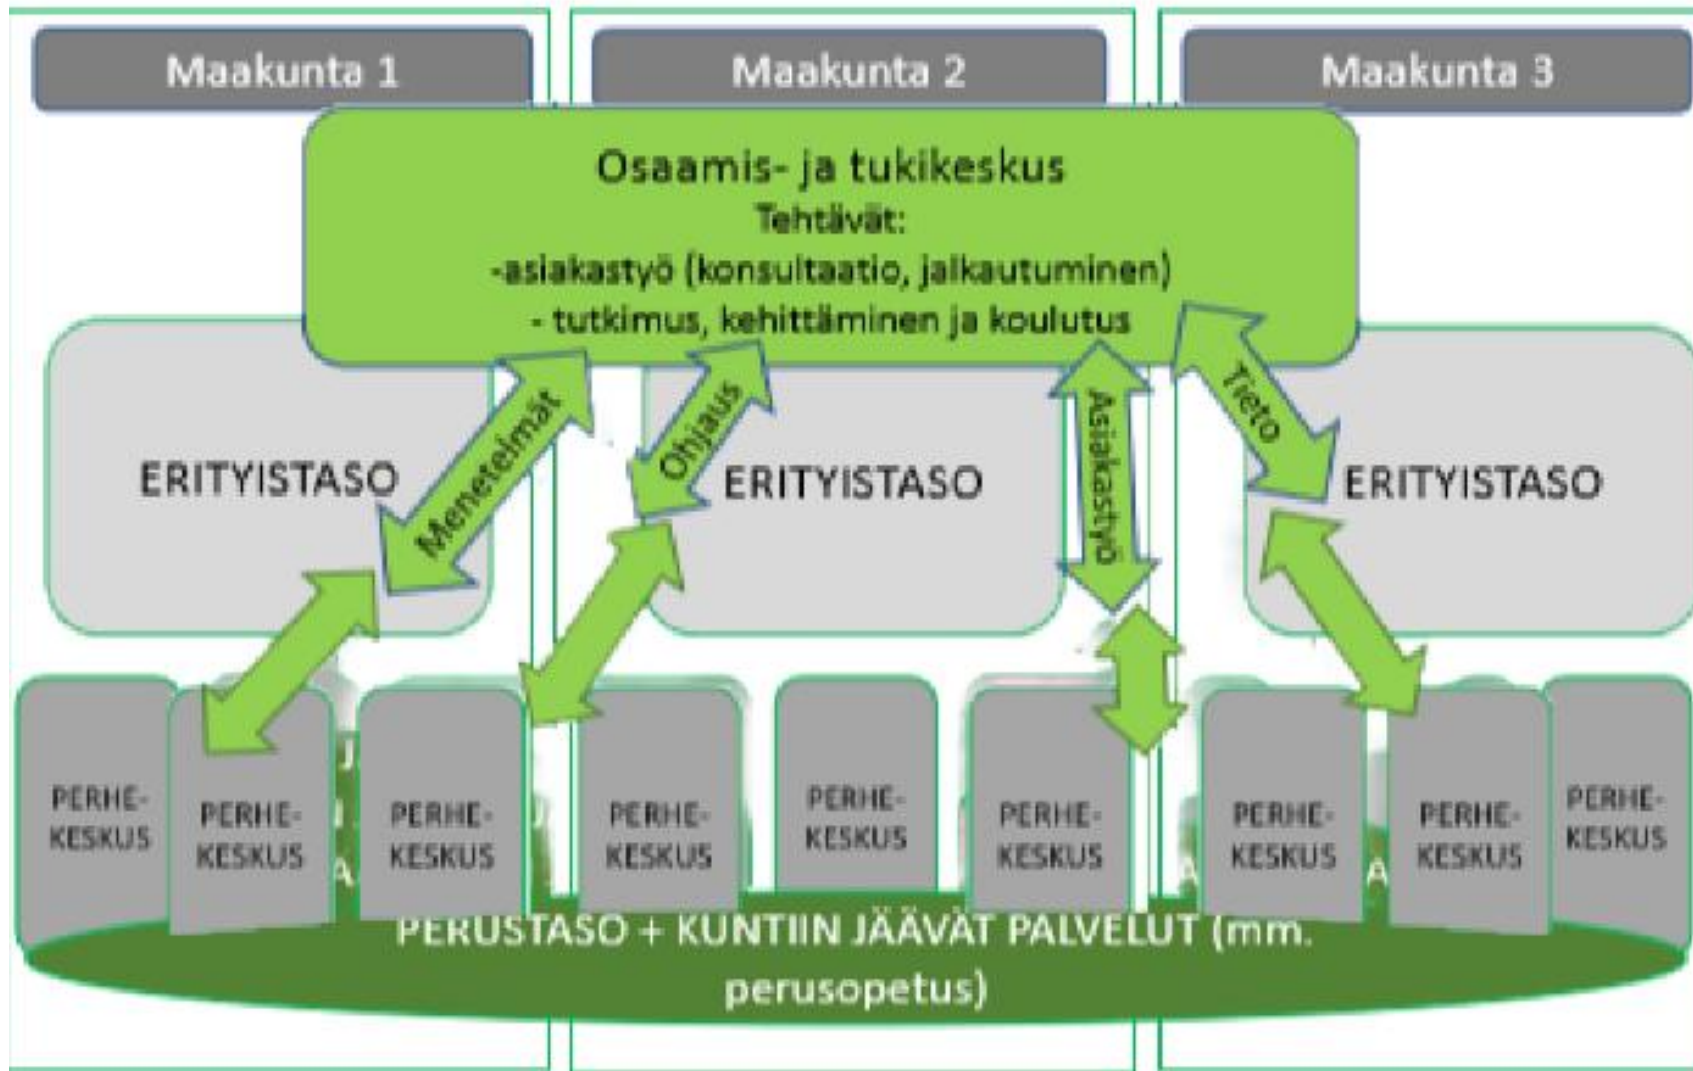 Maakunta 1
Maakunta 2
Maakunta 3
Osaamis- ja tukikeskus
Tehtävät:
-asiakastyö (konsultaatio, jalkautuminen)
- tutkimus, kehittäminen ja koulutus
Menetelmät
Ohjaus
Asiakastyö
Tieto
ERITYISTASO
ERITYISTASO
ERITYISTASO
PERHE-
KESKUS
PERHE-
KESKUS
PERHE-
KESKUS
PERHE-
KESKUS
PERHE-
KESKUS
PERHE-
KESKUS
PERHE-
KESKUS
PERHE-
KESKUS
PERHE-
KESKUS
PERUSTASO + KUNTIIN JÄÄVÄT PALVELUT (mm.
perusopetus)